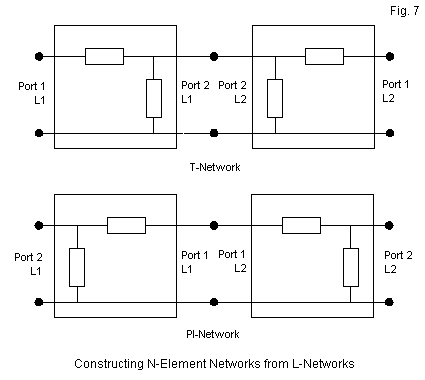 Fig. 7
Port 1
L1
Port 2
L1
Port 2
L2
Port 1
L2
T-Network
Port 2
L1
Port 1
L1
Port 1
L2
Port 2
L2
PI-Network
Constructing N-Element Networks from L-Networks